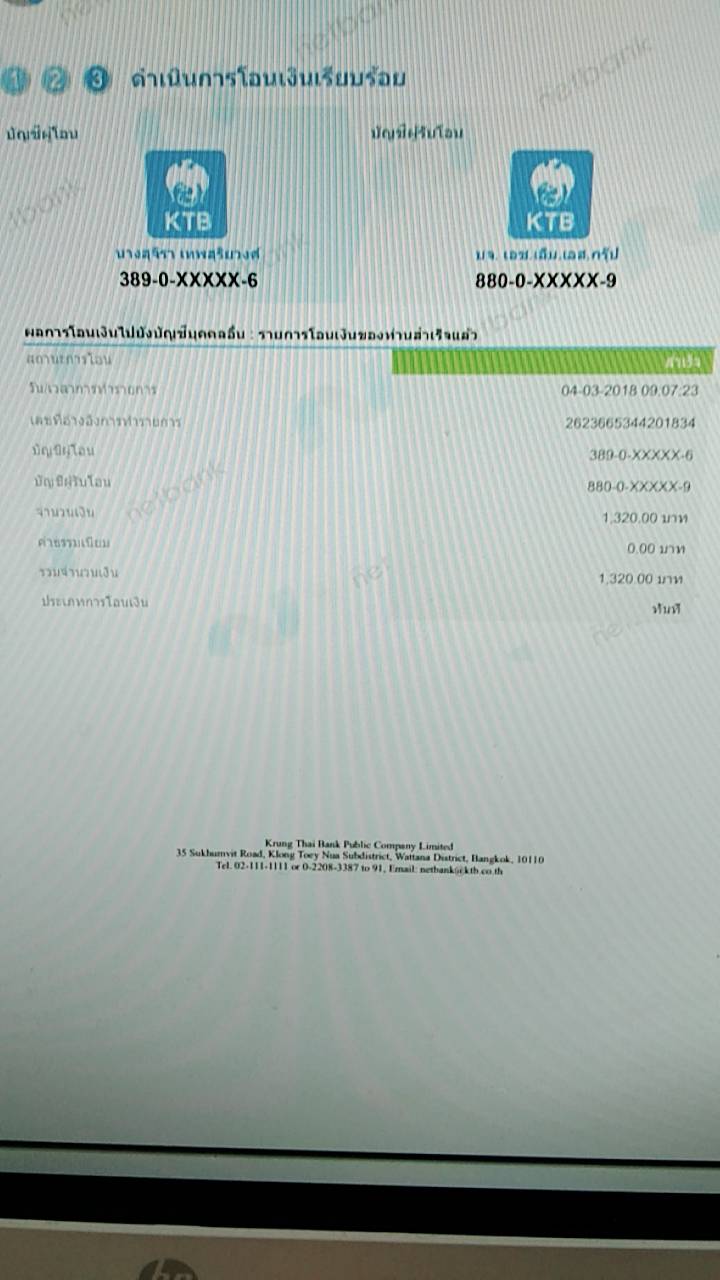 1 2 3 ดำเนินการโอนเงินเรียบร้อย
บัญชีผู้โอน
บัญชีผู้รับโอน
KTB
KTB
นางสุจิรา เทพสุริยวงศ์
บจ. เอช.เอ็ม.เอส.กรุ๊ป
389-0-XXXXX-6
880-0-XXXXX-9
ผลการโอนเงินไปยังบัญชีบุคคลอื่น : รายการโอนเงินของท่านสำเร็จแล้ว
สถานะการโอน สำเร็จ
วัน/เวลาการทำรายการ 04-03-2018 09:07:23
เลขที่อ้างอิงการทำรายการ 2623665344201834
บัญชีผู้โอน 389-0-XXXXX-6
บัญชีผู้รับโอน 880-0-XXXXX-9
จำนวนเงิน 1,320.00 บาท
ค่าธรรมเนียม 0.00 บาท
รวมจำนวนเงิน 1,320.00 บาท
ประเภทการโอนเงิน ทันที
netbank
Krung Thai Bank Public Company Limited
35 Sukhumvit Road, Klong Toey Nua Subdistrict, Wattana District, Bangkok, 10110
Tel. 02-111-1111 or 0-2208-3387 to 91, Email: netbank@ktb.co.th
hp